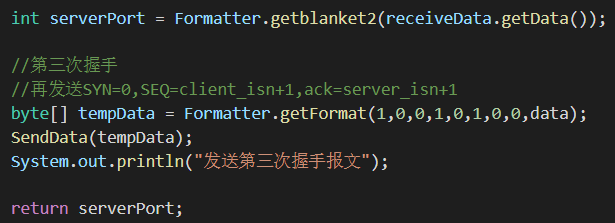 int serverPort = Formatter.getblanket2(receiveData.getData());
//第三次握手
//再发送SYN=0,SEQ=client_isn+1,ack=server_isn+1
byte[] tempData = Formatter.getFormat(1,0,0,1,0,1,0,0,data);
SendData(tempData);
System.out.println("发送第三次握手报文");
return serverPort;